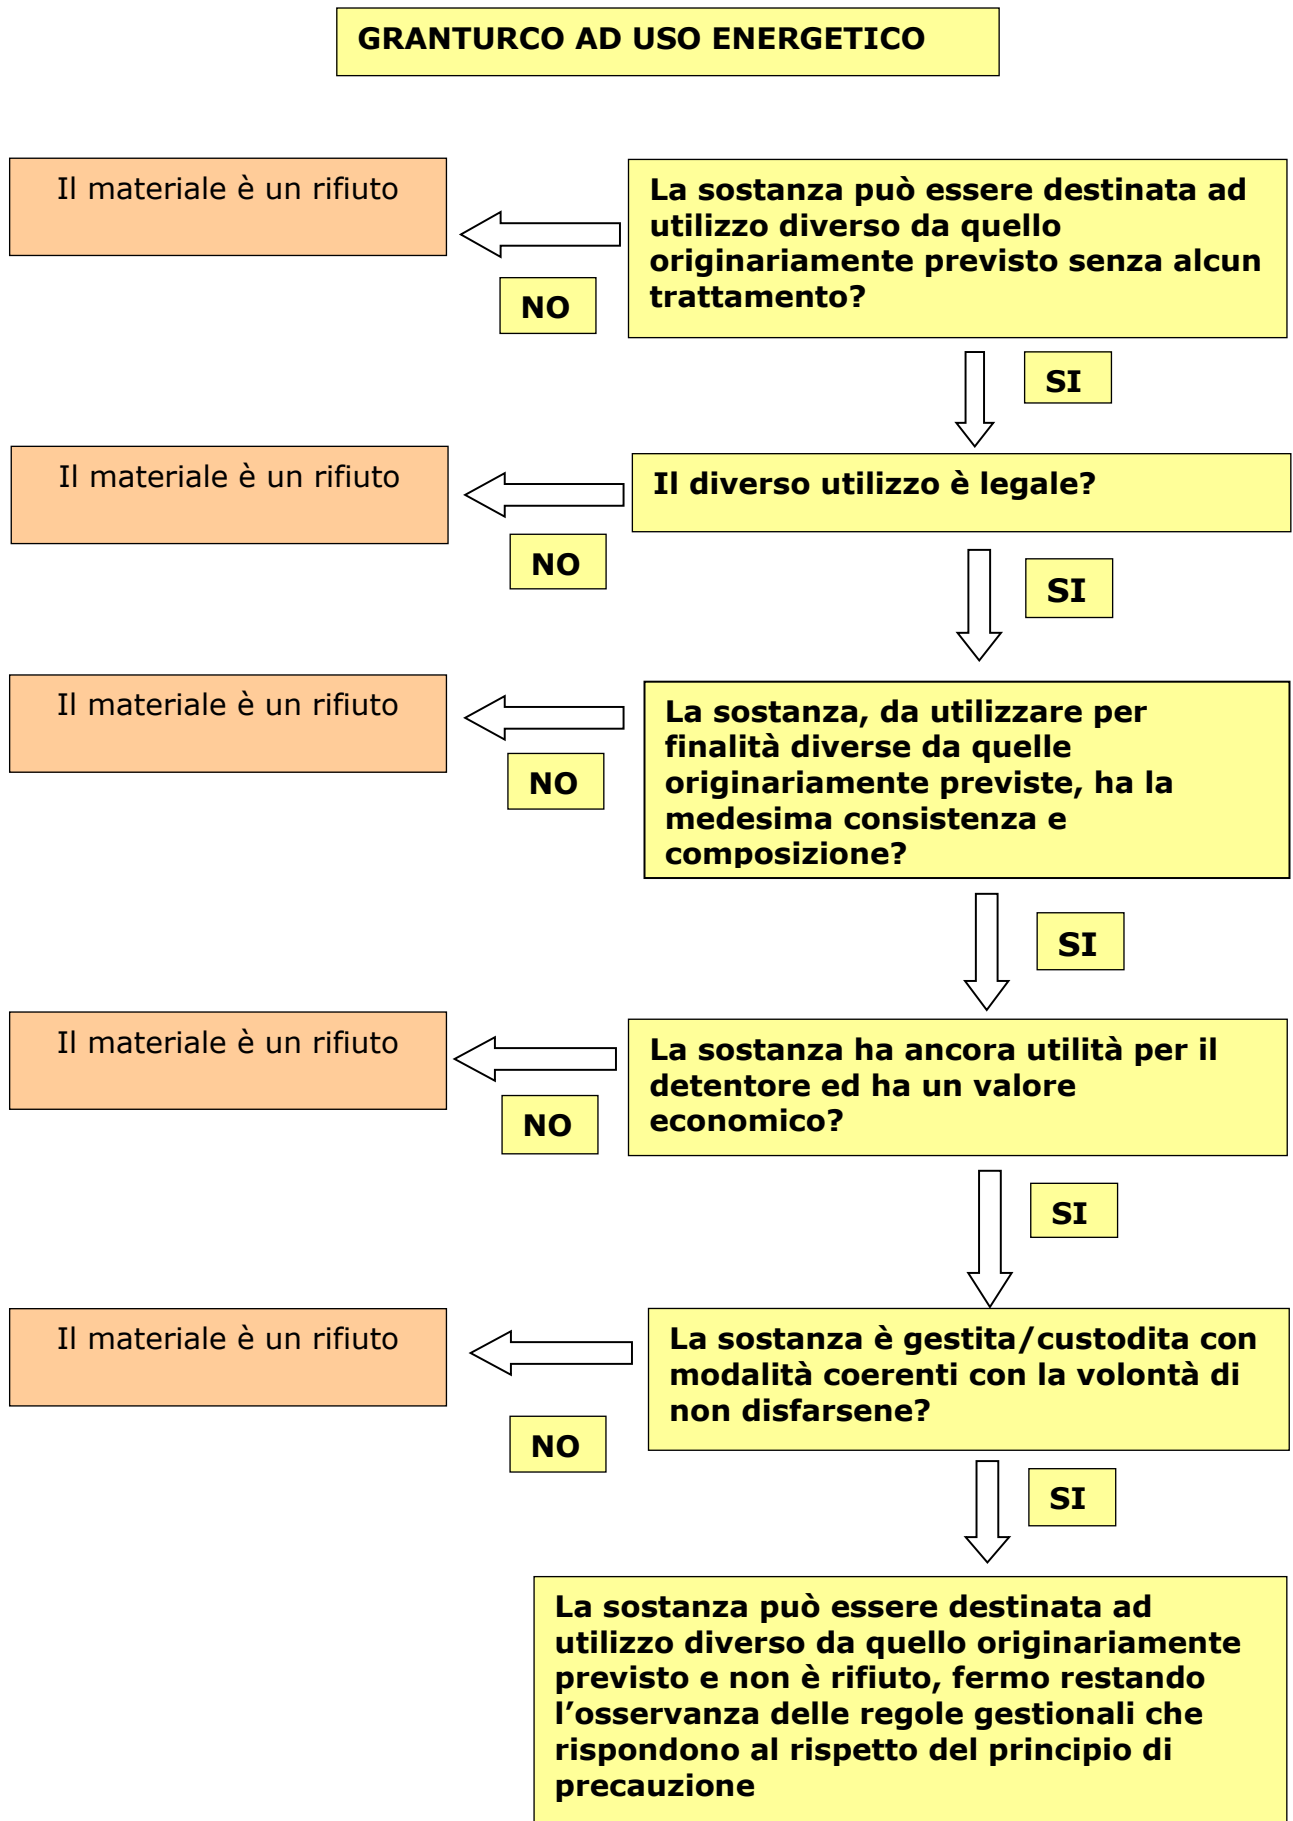 GRANTURCO AD USO ENERGETICO
Il materiale è un rifiuto
La sostanza può essere destinata ad
utilizzo diverso da quello
originariamente previsto senza alcun
trattamento?
NO
SI
Il materiale è un rifiuto
Il diverso utilizzo è legale?
NO
SI
Il materiale è un rifiuto
La sostanza, da utilizzare per
finalità diverse da quelle
originariamente previste, ha la
medesima consistenza e
composizione?
NO
SI
Il materiale è un rifiuto
La sostanza ha ancora utilità per il
detentore ed ha un valore
economico?
NO
SI
Il materiale è un rifiuto
La sostanza è gestita/custodita con
modalità coerenti con la volontà di
non disfarsene?
NO
SI
La sostanza può essere destinata ad
utilizzo diverso da quello originariamente
previsto e non è rifiuto, fermo restando
l’osservanza delle regole gestionali che
rispondono al rispetto del principio di
precauzione